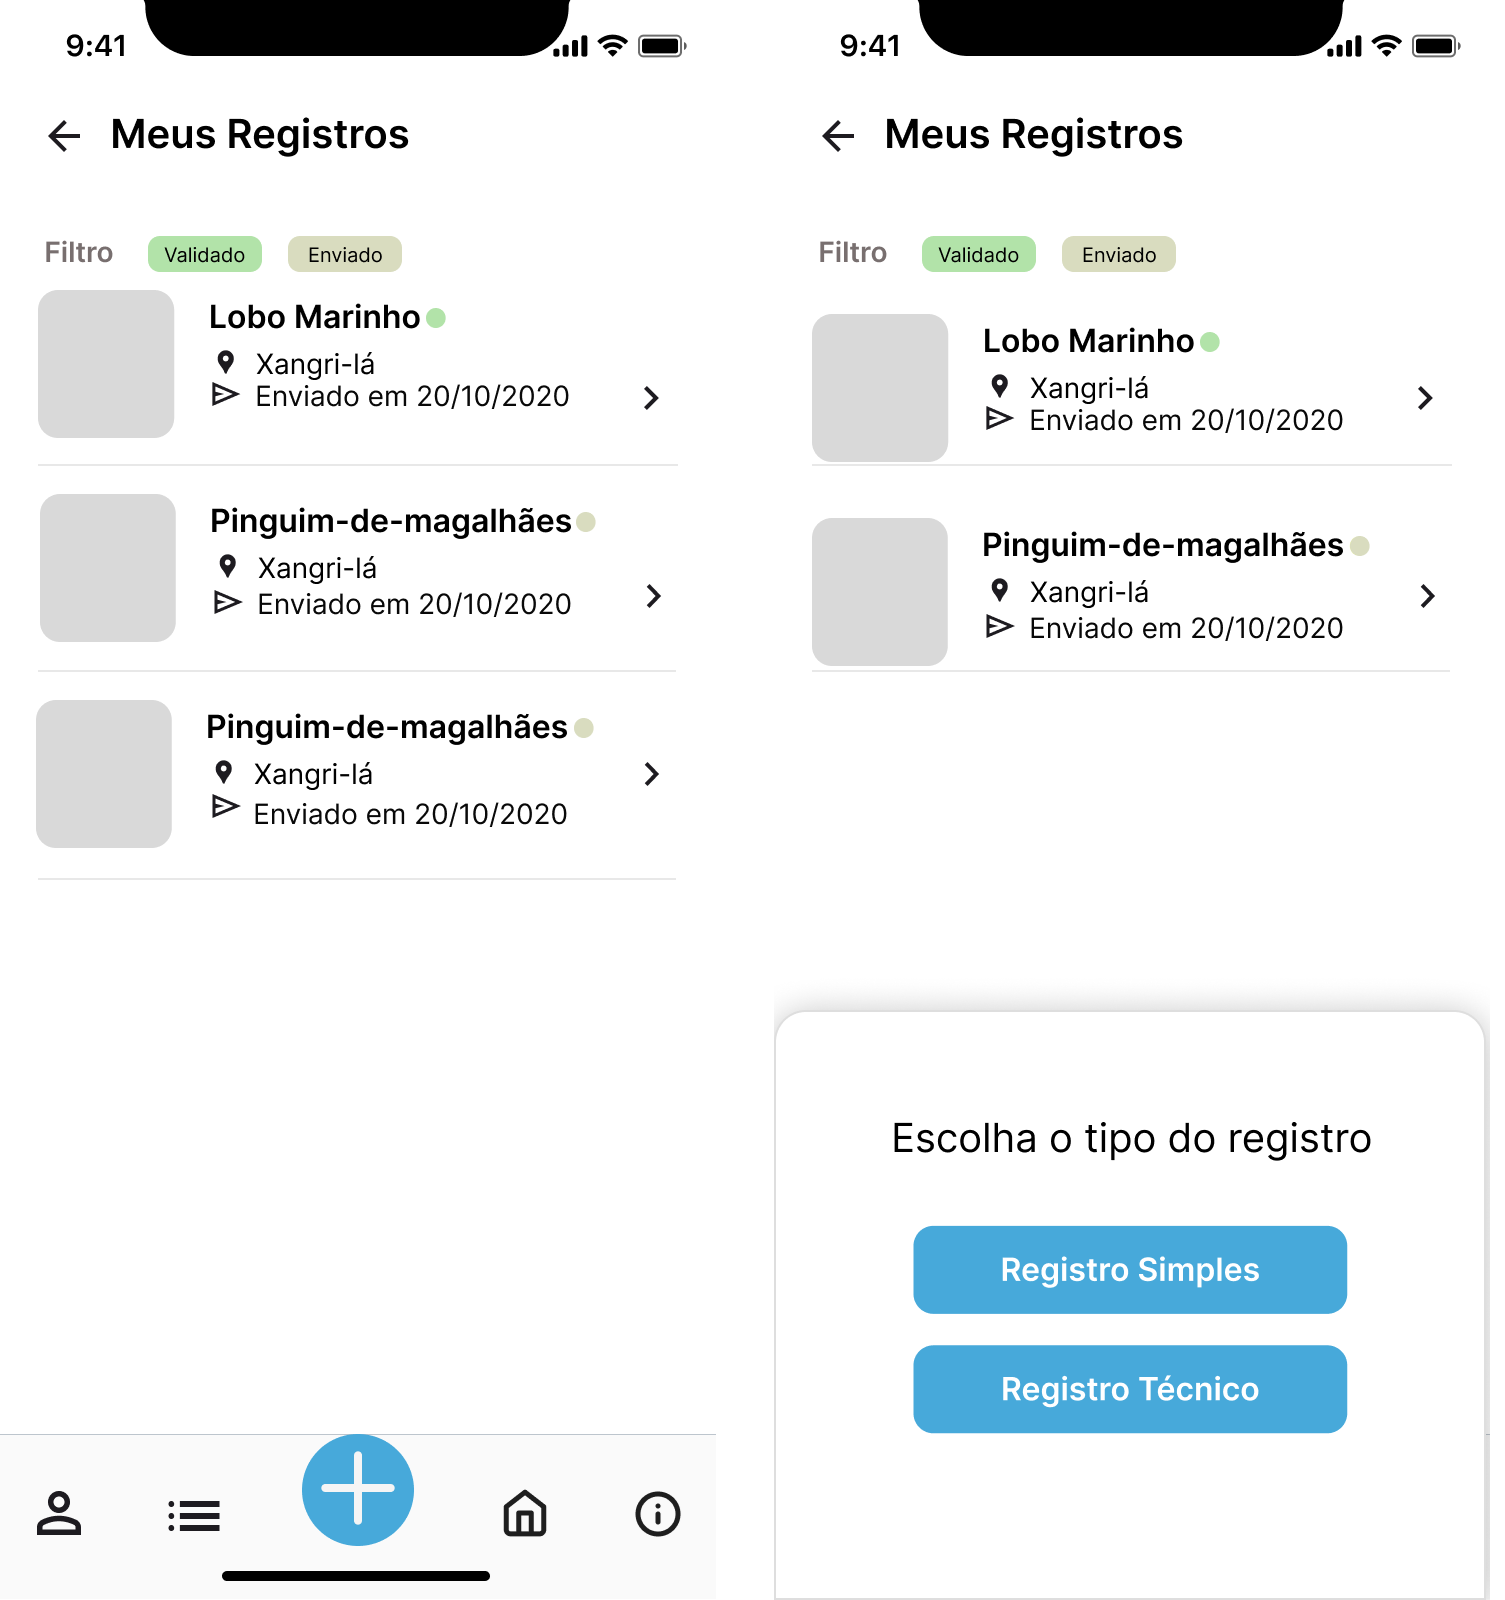 9:41
Meus Registros
Filtro Validado Enviado
Lobo Marinho
Xangri-lá
Enviado em 20/10/2020
Pinguim-de-magalhães
Xangri-lá
Enviado em 20/10/2020
Pinguim-de-magalhães
Xangri-lá
Enviado em 20/10/2020
9:41
Meus Registros
Filtro Validado Enviado
Lobo Marinho
Xangri-lá
Enviado em 20/10/2020
Pinguim-de-magalhães
Xangri-lá
Enviado em 20/10/2020
Escolha o tipo do registro
Registro Simples
Registro Técnico